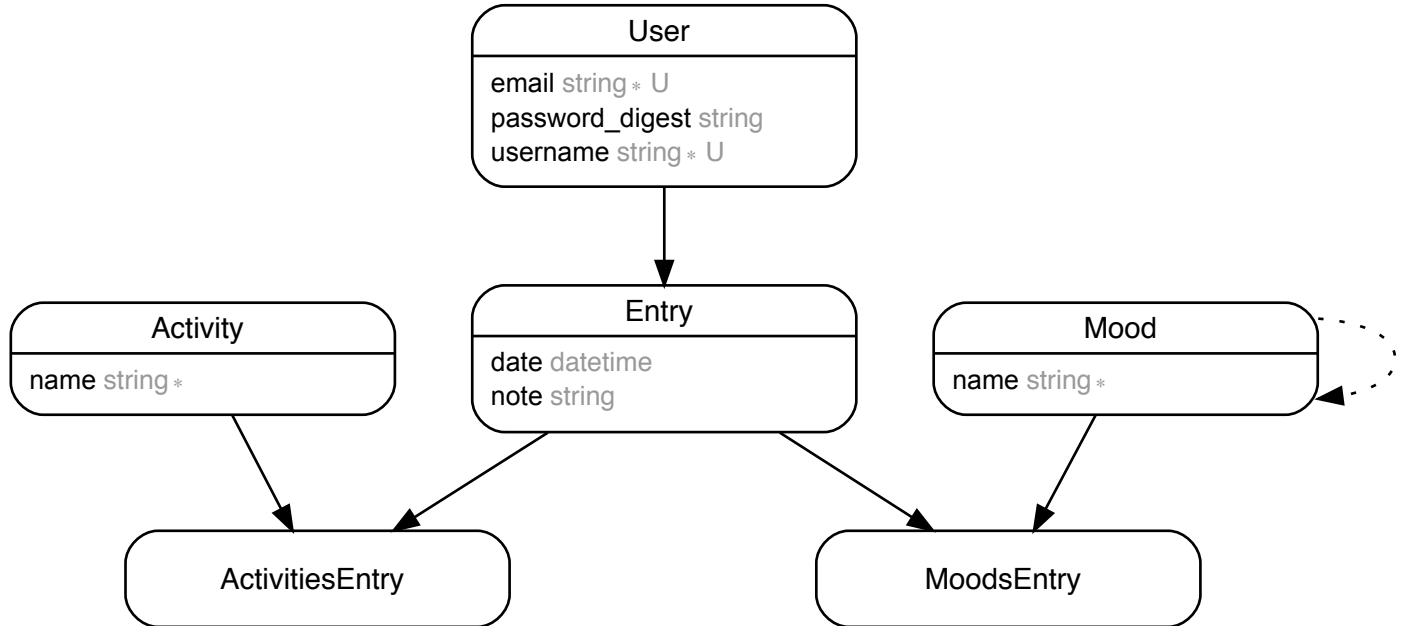 User
email string∗ U
password_digest string
username string∗ U
Activity
name string∗
Entry
date datetime
note string
Mood
name string∗
ActivitiesEntry
MoodsEntry